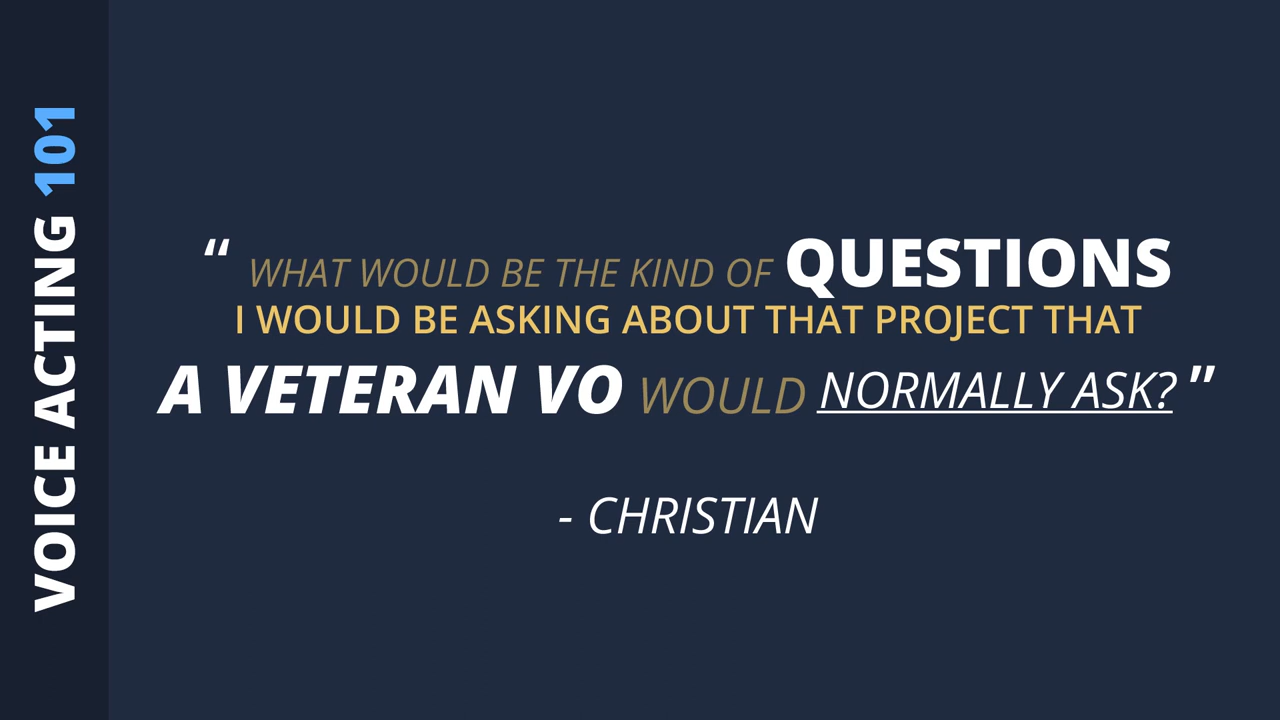 VOICE ACTING 101
“ WHAT WOULD BE THE KIND OF QUESTIONS
I WOULD BE ASKING ABOUT THAT PROJECT THAT
A VETERAN VO WOULD NORMALLY ASK? ”
- CHRISTIAN